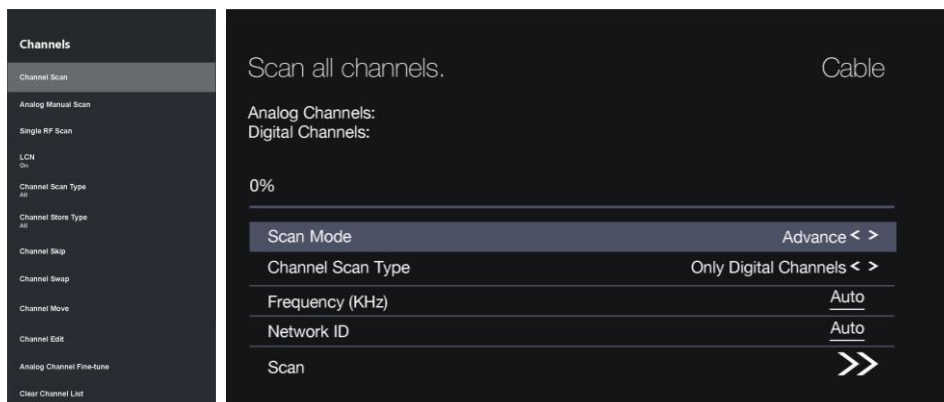 Channels
Channel Scan
Analog Manual Scan
Single RF Scan
LCN
On
Channel Scan Type
All
Channel Store Type
All
Channel Skip
Channel Swap
Channel Move
Channel Edit
Analog Channel Fine-tune
Clear Channel List
Scan all channels. Cable
Analog Channels:
Digital Channels:
0%
Scan Mode Advance < >
Channel Scan Type Only Digital Channels < >
Frequency (KHz) Auto
Network ID Auto
Scan >>